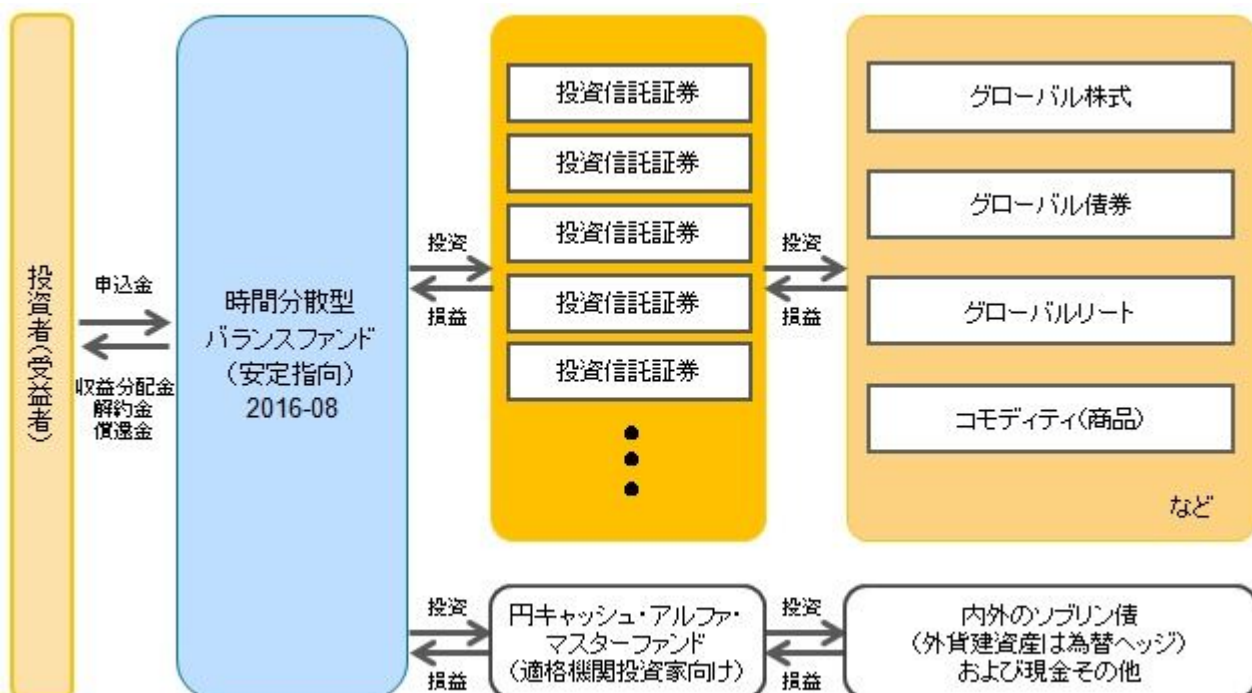 投資者(受益者)
申込金
収益分配金
解約金
償還金
時間分散型
バランスファンド
(安定指向)
2016-08
投資
損益
投資信託証券
投資信託証券
投資信託証券
投資信託証券
投資信託証券
投資
損益
グローバル株式
グローバル債券
グローバルリート
コモディティ(商品)
など
投資
損益
円キャッシュ・アルファ・
マスターファンド
(適格機関投資家向け)
投資
損益
内外のソブリン債
(外貨建資産は為替ヘッジ)
および現金その他